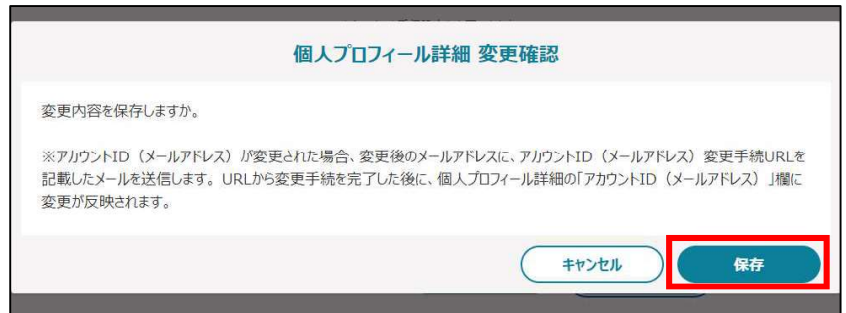 個人プロフィール詳細 変更確認
変更内容を保存しますか。
※アカウントID（メールアドレス）が変更された場合、変更後のメールアドレスに、アカウントID（メールアドレス）変更手続URLを
記載したメールを送信します。URLから変更手続を完了した後に、個人プロフィール詳細の「アカウントID（メールアドレス）」欄に
変更が反映されます。
キャンセル
保存